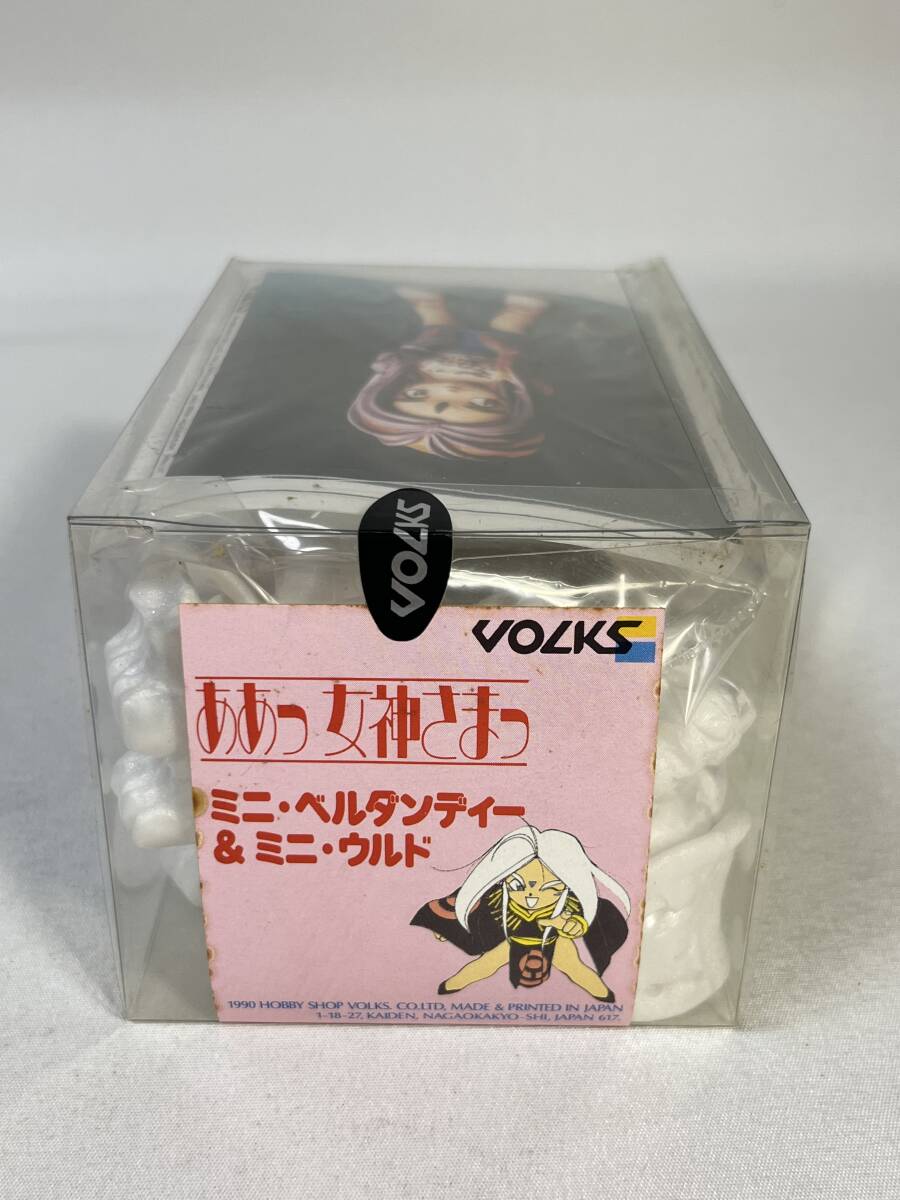 VOLKS
VOLKS
ああっ女神さまっ
ミニ・ベルダンディー
& ミニ・ウルド
1990 HOBBY SHOP VOLKS. CO.LTD, MADE & PRINTED IN JAPAN
1-18-27, KAIDEN, NAGAOKAKYO-SHI, JAPAN 617.